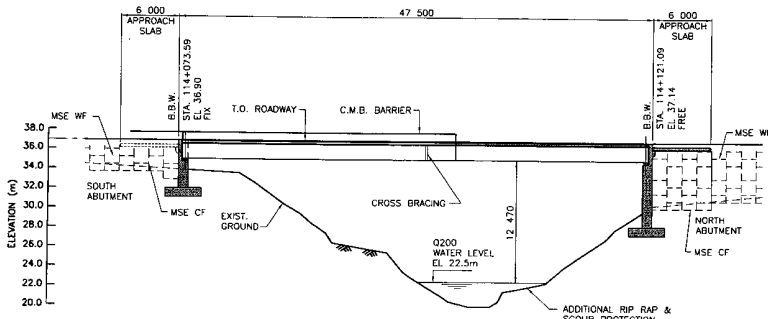 6 000
47 500
6 000
APPROACH
SLAB
APPROACH
SLAB
B.B.W.
STA. 114+073.59
EL 36.90
FIX
B.B.W.
STA. 114+121.09
EL 37.14
FREE
MSE WF
T.O. ROADWAY
C.M.B. BARRIER
MSE WF
38.0
36.0
34.0
32.0
30.0
28.0
26.0
24.0
22.0
20.0
ELEVATION (m)
SOUTH
ABUTMENT
MSE CF
EXIST.
GROUND
CROSS BRACING
12 470
Q200
WATER LEVEL
EL 22.5m
NORTH
ABUTMENT
MSE CF
ADDITIONAL RIP RAP &
SCOUR PROTECTION